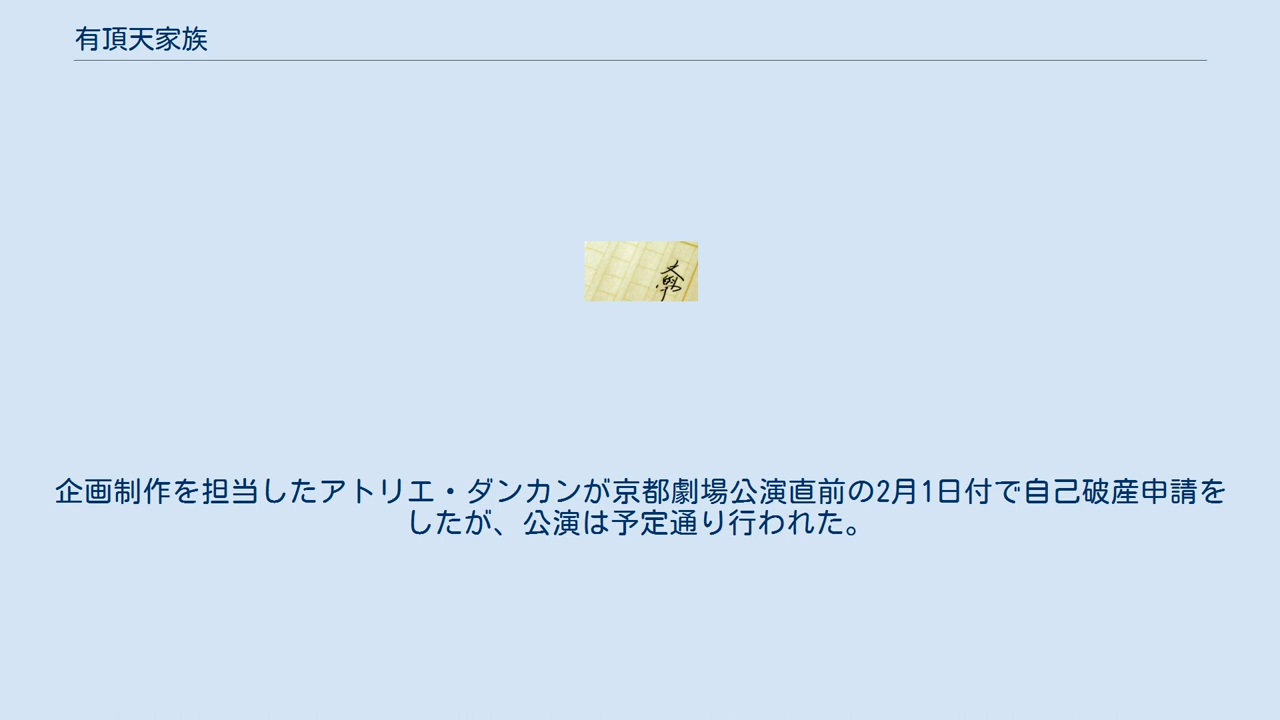 有頂天家族
企画制作を担当したアトリエ・ダンカンが京都劇場公演直前の2月1日付で自己破産申請を
したが、公演は予定通り行われた。